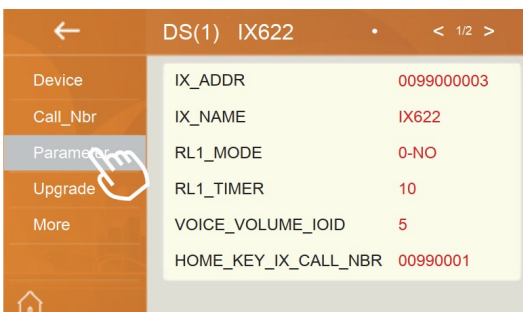 DS(1) IX622 • < 1/2 >
Device
Call_Nbr
Parameter
Upgrade
More
IX_ADDR 0099000003
IX_NAME IX622
RL1_MODE 0-NO
RL1_TIMER 10
VOICE_VOLUME_IOID 5
HOME_KEY_IX_CALL_NBR 00990001